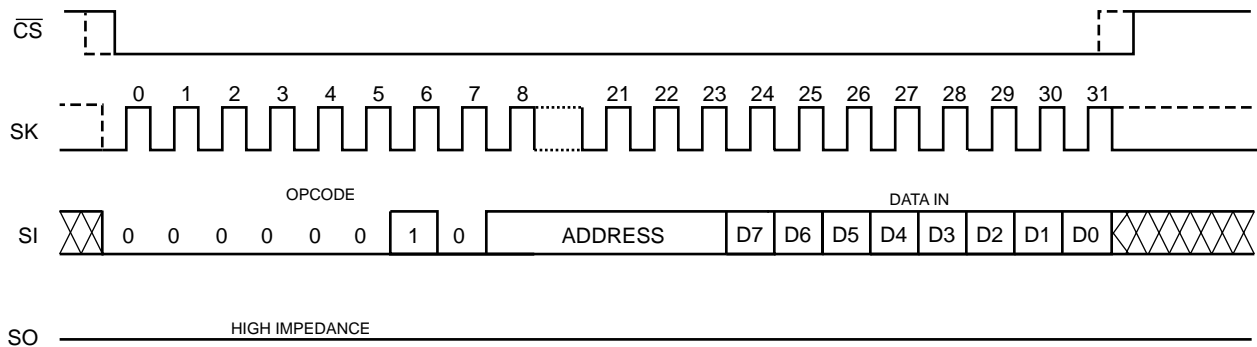 CS
0 1 2 3 4 5 6 7 8 21 22 23 24 25 26 27 28 29 30 31
SK
OPCODE DATA IN
SI 0 0 0 0 0 0 1 0 ADDRESS D7 D6 D5 D4 D3 D2 D1 D0
HIGH IMPEDANCE
SO